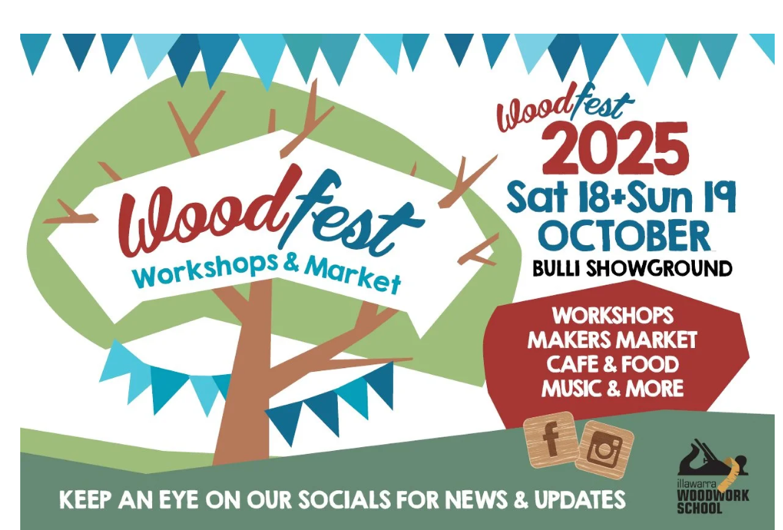 Woodfest
Workshops & Market
Woodfest
2025
Sat 18+Sun 19
OCTOBER
BULLI SHOWGROUND
WORKSHOPS
MAKERS MARKET
CAFE & FOOD
MUSIC & MORE
f
KEEP AN EYE ON OUR SOCIALS FOR NEWS & UPDATES
illawarra
WOODWORK
SCHOOL